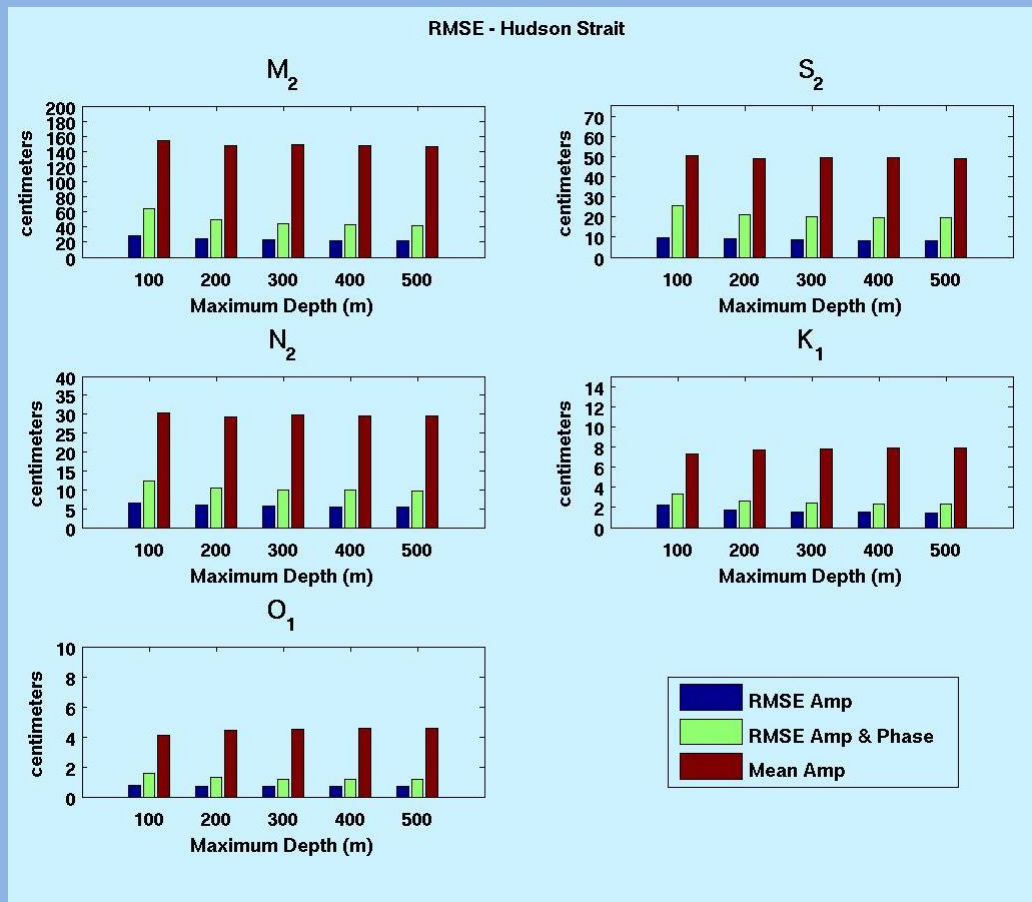 RMSE - Hudson Strait
M₂
200
180
160
140
120
100
80
60
40
20
0
centimeters
100 200 300 400 500
Maximum Depth (m)
S₂
70
60
50
40
30
20
10
0
centimeters
100 200 300 400 500
Maximum Depth (m)
N₂
40
35
30
25
20
15
10
5
0
centimeters
100 200 300 400 500
Maximum Depth (m)
K₁
14
12
10
8
6
4
2
0
centimeters
100 200 300 400 500
Maximum Depth (m)
O₁
10
8
6
4
2
0
centimeters
100 200 300 400 500
Maximum Depth (m)
RMSE Amp
RMSE Amp & Phase
Mean Amp